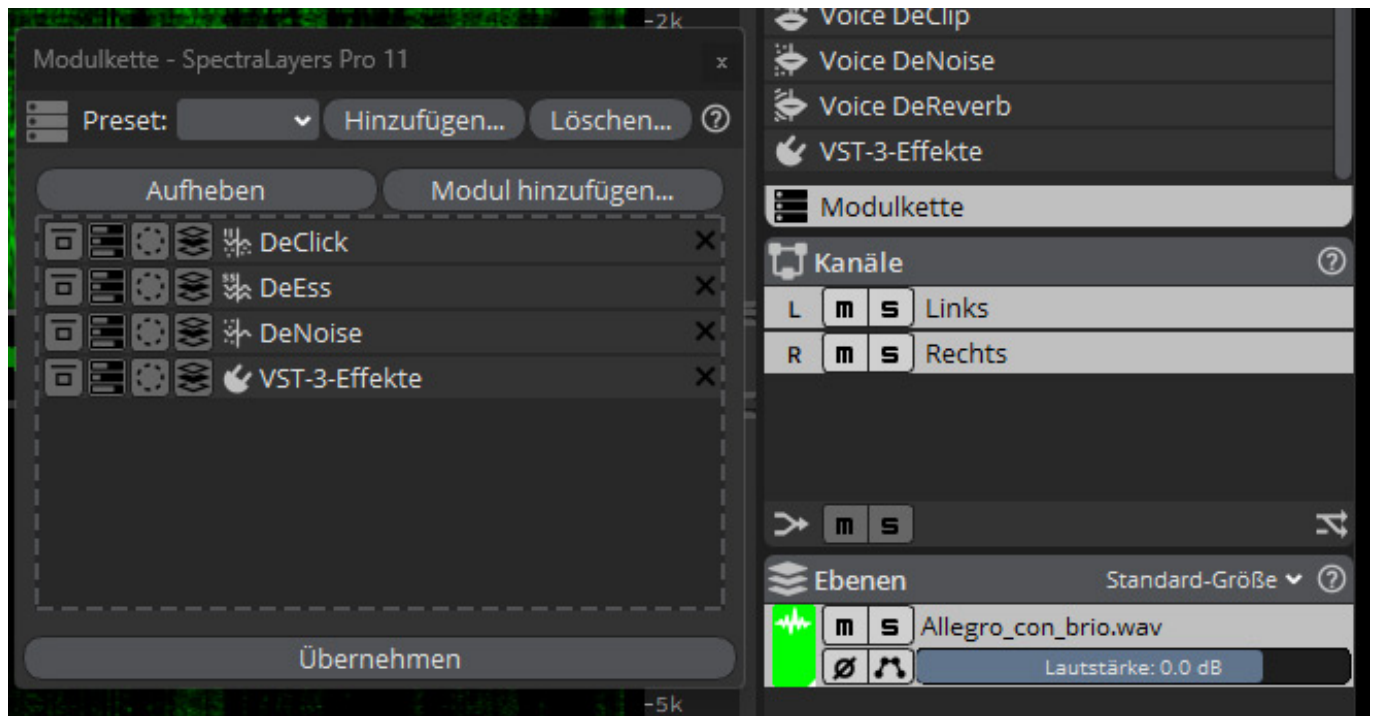 -2k
Modulkette - SpectraLayers Pro 11
x
Preset:
Hinzufügen...
Löschen...
?
Aufheben
Modul hinzufügen...
DeClick
DeEss
DeNoise
VST-3-Effekte
Übernehmen
-5k
Voice DeClip
Voice DeNoise
Voice DeReverb
VST-3-Effekte
Modulkette
Kanäle ?
L m s Links
R m s Rechts
m s
Ebenen Standard-Größe ?
m s Allegro_con_brio.wav
Lautstärke: 0.0 dB